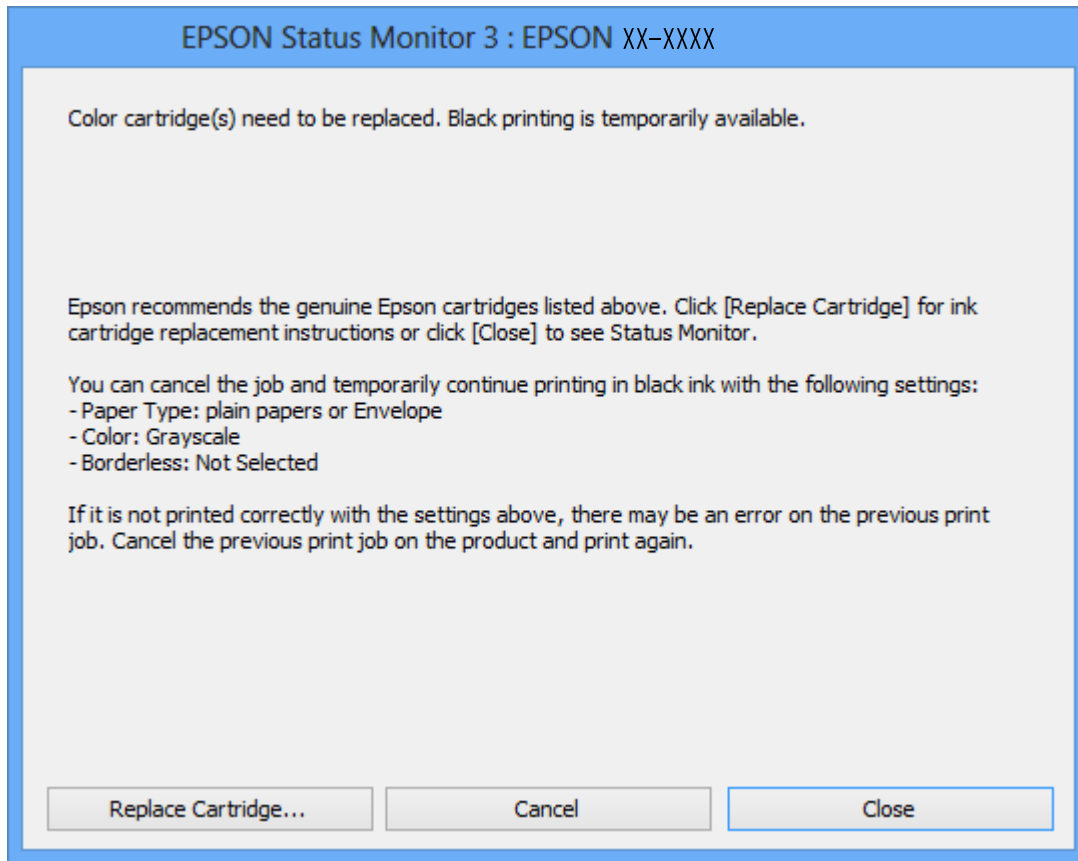 EPSON Status Monitor 3 : EPSON XX-XXXX
Color cartridge(s) need to be replaced. Black printing is temporarily available.
Epson recommends the genuine Epson cartridges listed above. Click [Replace Cartridge] for ink
cartridge replacement instructions or click [Close] to see Status Monitor.
You can cancel the job and temporarily continue printing in black ink with the following settings:
- Paper Type: plain papers or Envelope
- Color: Grayscale
- Borderless: Not Selected
If it is not printed correctly with the settings above, there may be an error on the previous print
job. Cancel the previous print job on the product and print again.
Replace Cartridge... Cancel Close